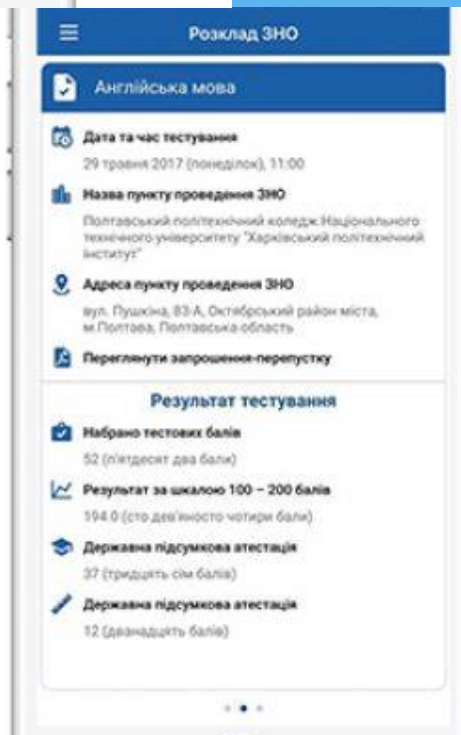 Розклад ЗНО
Англійська мова
Дата та час тестування
29 травня 2017 (понеділок), 11:00
Назва пункту проведення ЗНО
Полтавський політехнічний коледж Національного
технічного університету "Харківський політехнічний
інститут"
Адреса пункту проведення ЗНО
вул. Пушкіна, 83-А, Октябрський район міста,
м.Полтава, Полтавська область
Переглянути запрошення-перепустку
Результат тестування
Набрано тестових балів
52 (п'ятдесят два бали)
Результат за шкалою 100 – 200 балів
194.0 (сто дев'яносто чотири бали)
Державна підсумкова атестація
37 (тридцять сім балів)
Державна підсумкова атестація
12 (дванадцять балів)